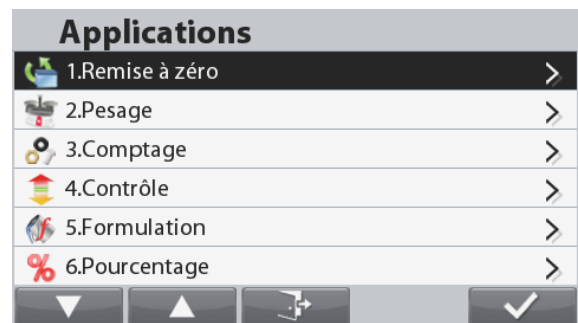 Applications
1.Remise à zéro
2.Pesage
3.Comptage
4.Contrôle
5.Formulation
6.Pourcentage